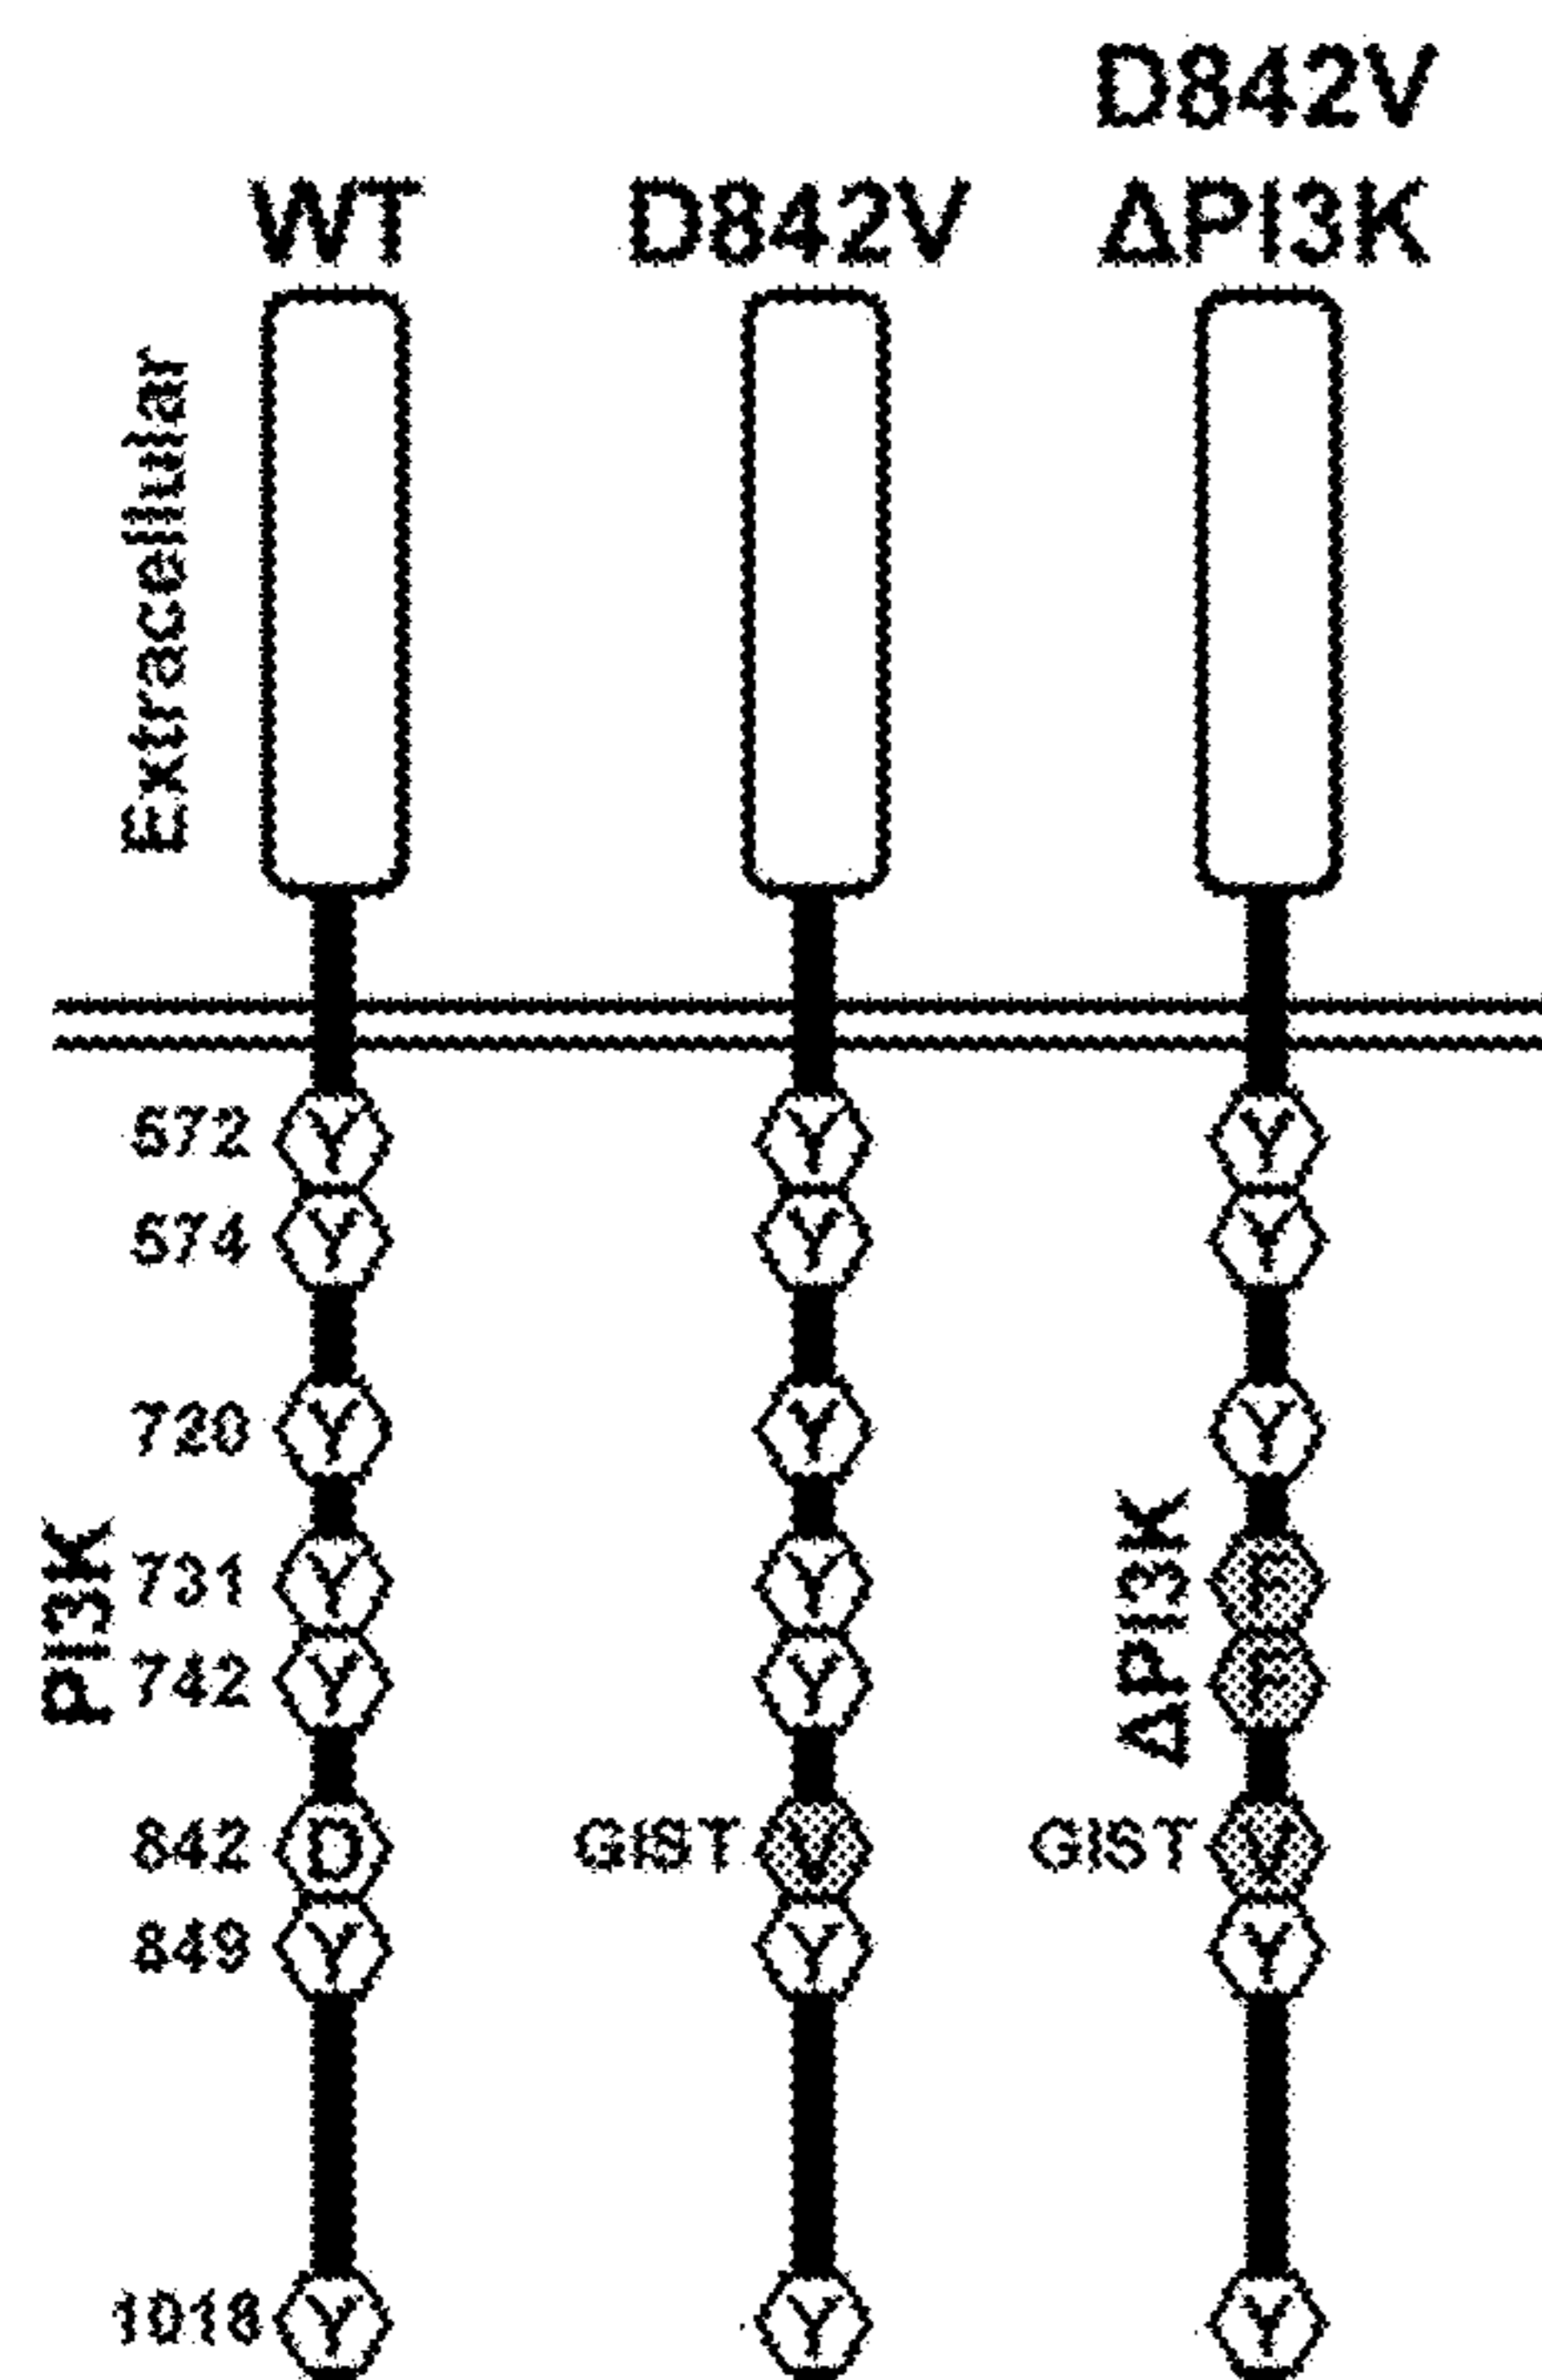 D842V
WT D842V ΔPI3K
Extracellular
572 Y Y Y
574 Y Y Y
720 Y Y Y
PI3K ΔPI3K
731 Y Y F
742 Y Y F
842 D GIST V GIST V
849 Y Y Y
1018 Y Y Y